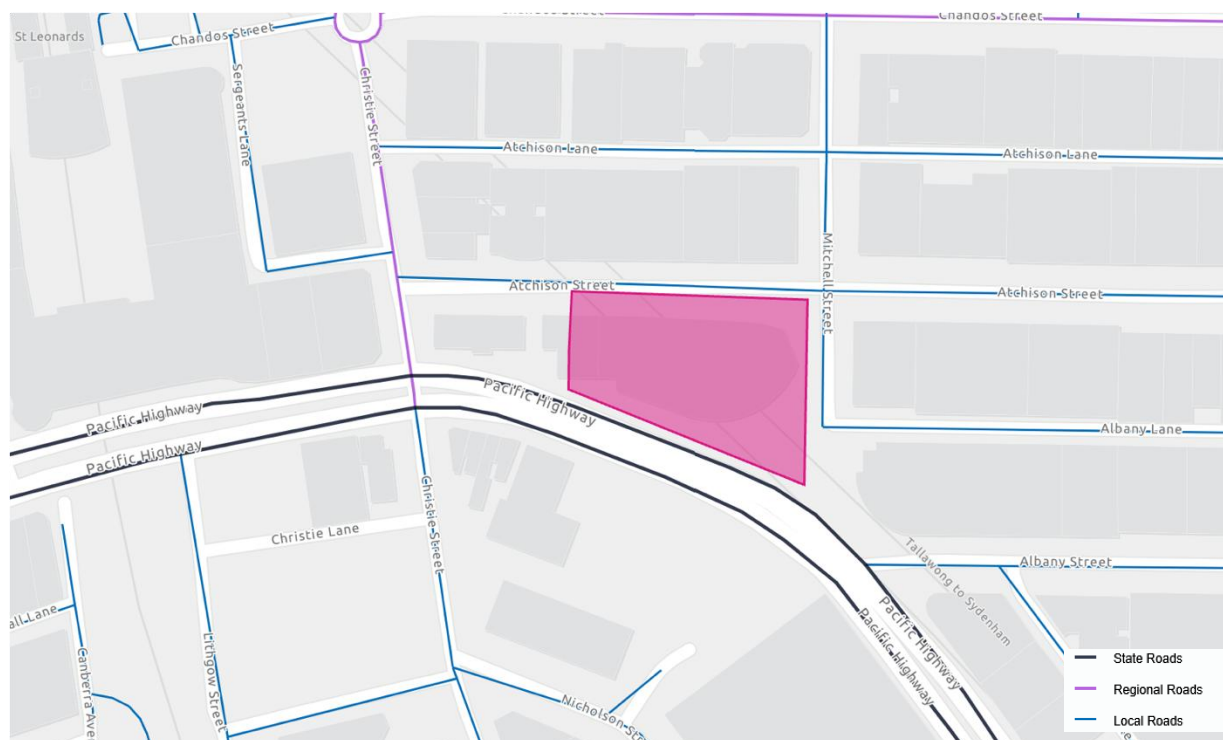 Chandos Street
St Leonards
Chandos Street
Sergeants Lane
Christie Street
Atchison Lane
Atchison Lane
Mitchell Street
Atchison Street
Atchison Street
Pacific Highway
Pacific Highway
Pacific Highway
Albany Lane
Christie Lane
Christie Street
Tallawong to Sydenham
Albany Street
Pacific Highway
Pacific Highway
all Lane
Canberra Ave
Lithgow Street
Nicholson St
State Roads
Regional Roads
Local Roads